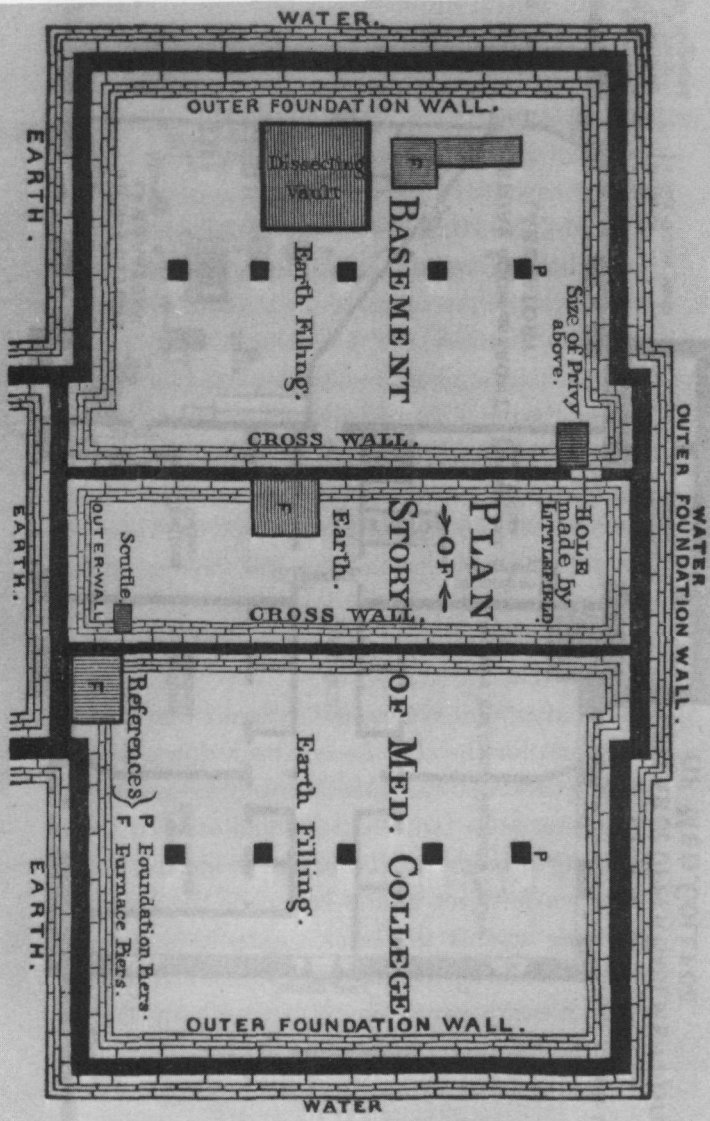 WATER.
OUTER FOUNDATION WALL.
EARTH.
Dissecting
Vault
F
BASEMENT
Earth Filling.
P
Size of Privy
above.
CROSS WALL.
WATER
OUTER FOUNDATION WALL.
HOLE
made by
LITTLEFIELD.
PLAN
OF
STORY
F
Earth.
Scuttle.
OUTER-WALL
EARTH.
CROSS WALL.
F
OF MED. COLLEGE
Earth Filling.
P
References
P Foundation Piers.
F Furnace Piers.
EARTH.
OUTER FOUNDATION WALL.
WATER